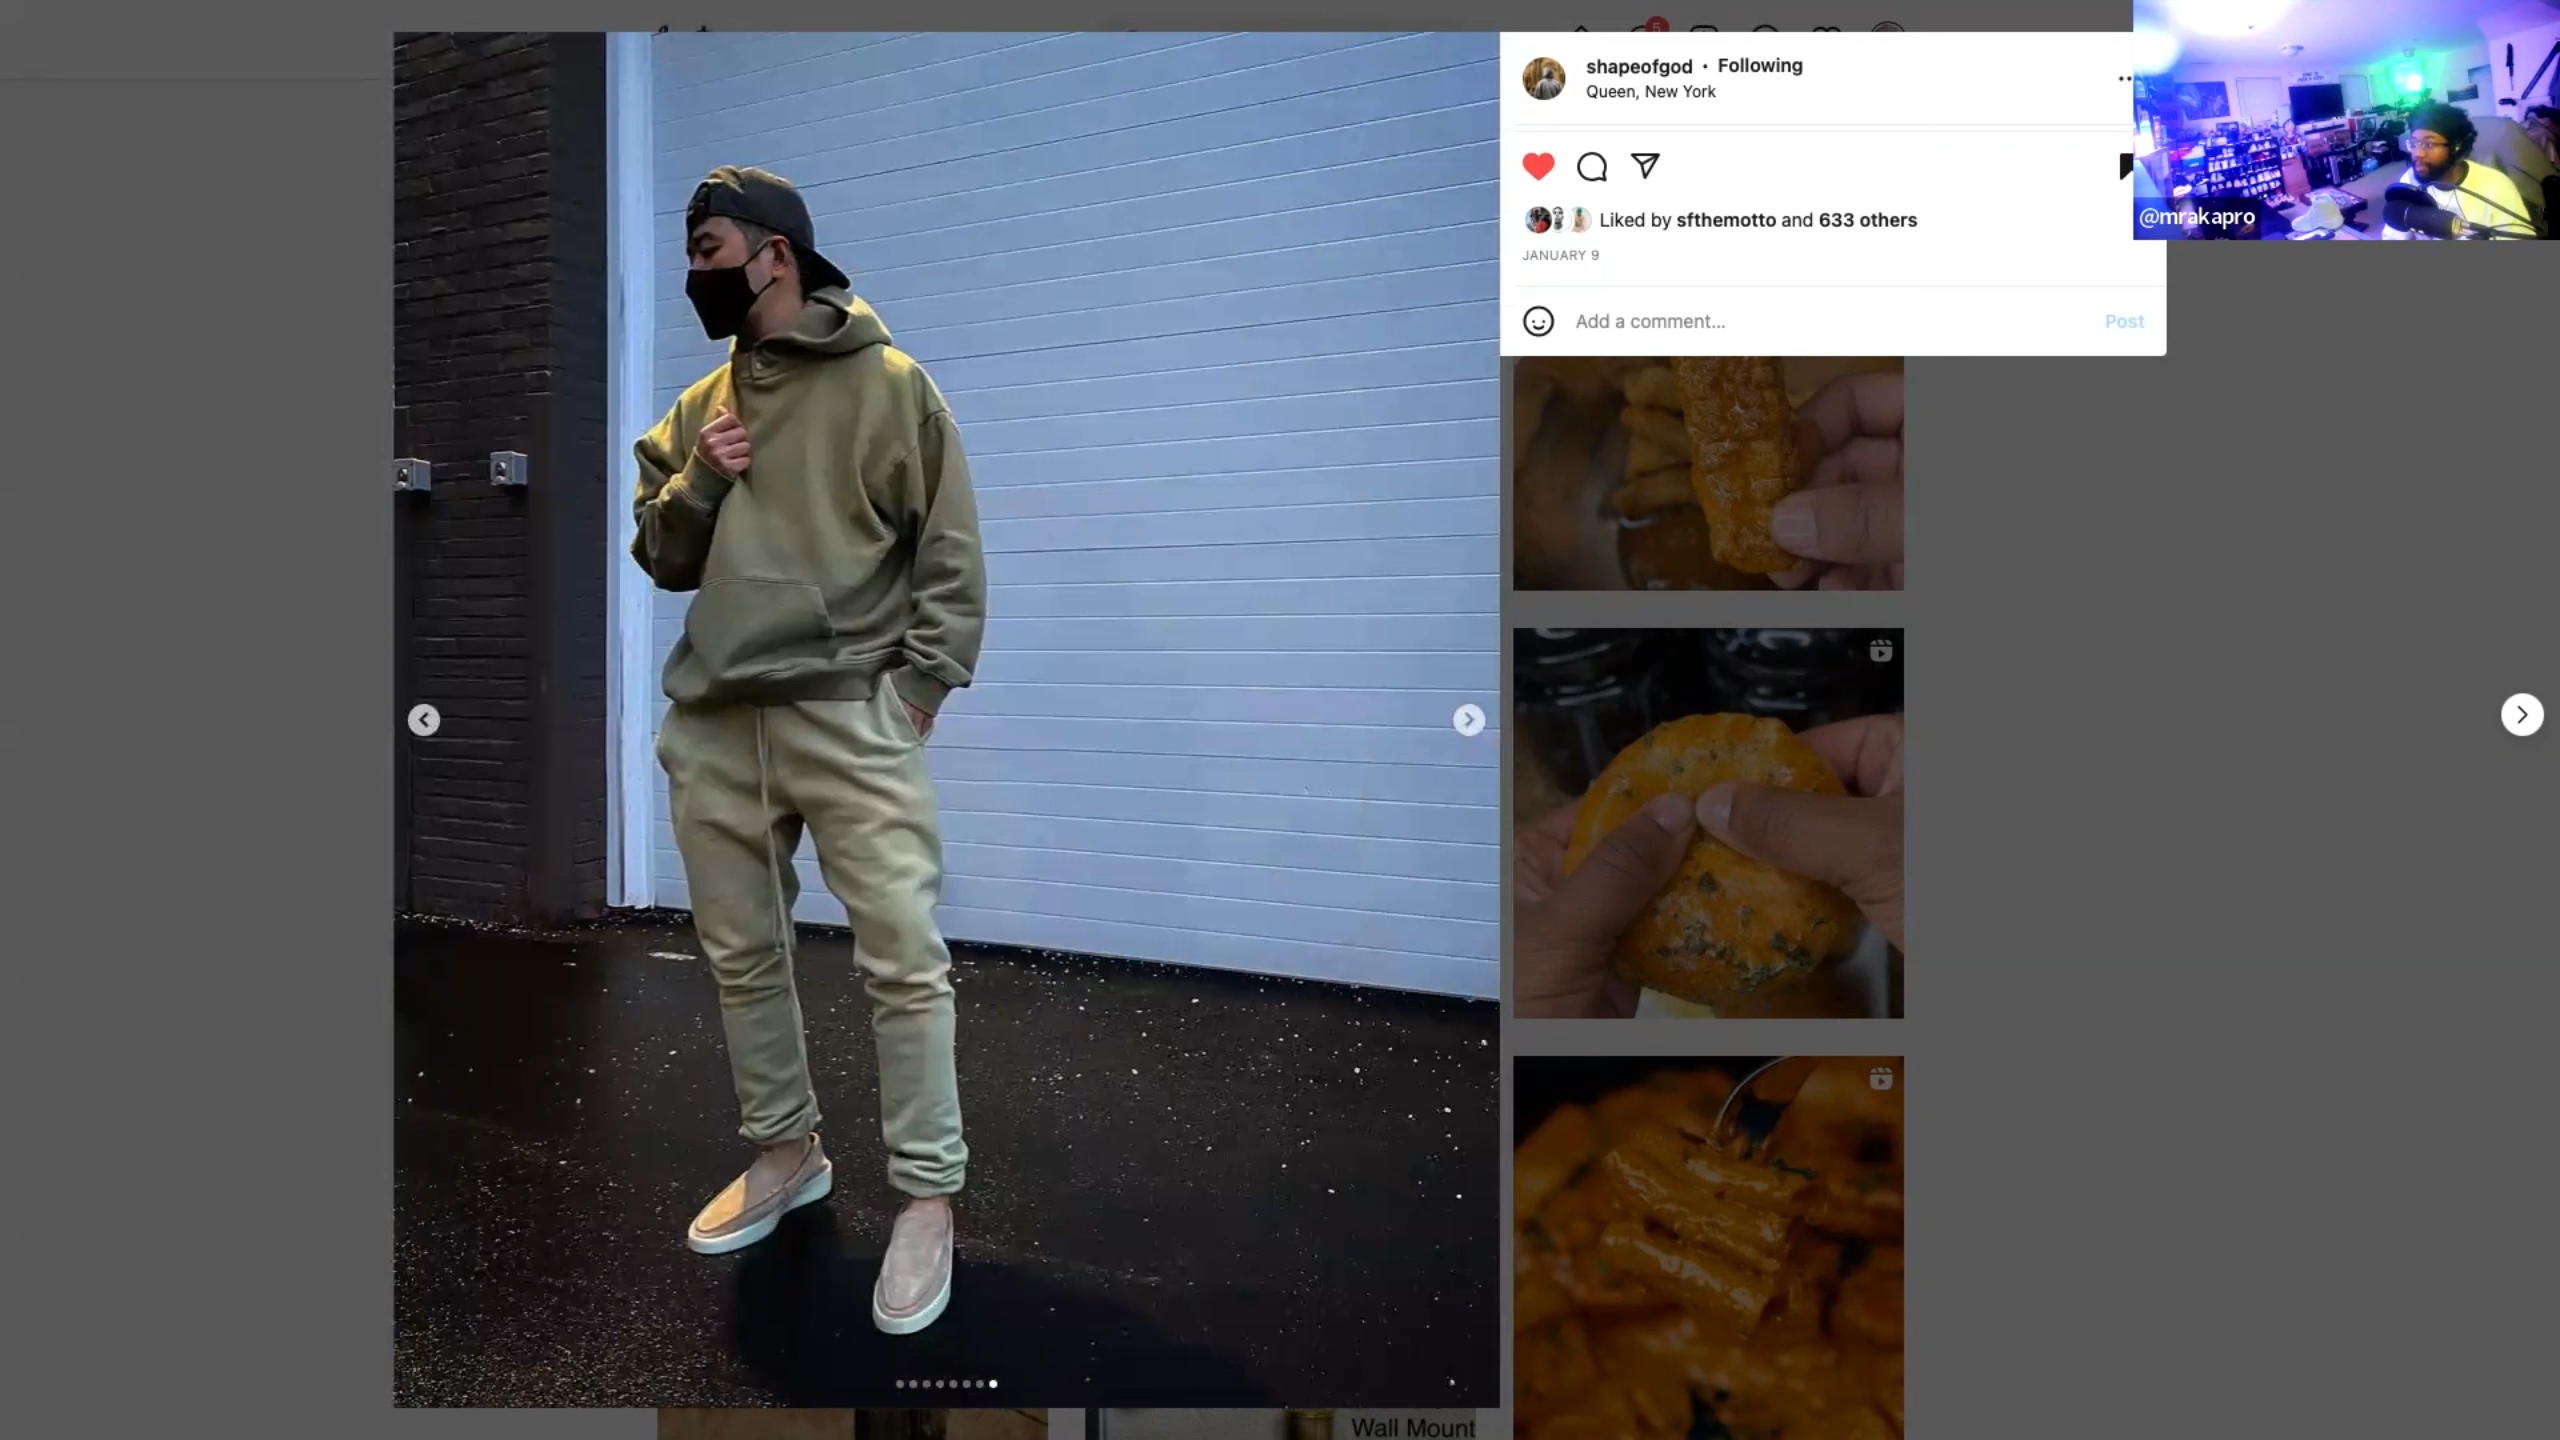 shapeofgod • Following
Queen, New York
@mrakapro
Liked by sfthemotto and 633 others
JANUARY 9
Add a comment...
Post
Wall Mount